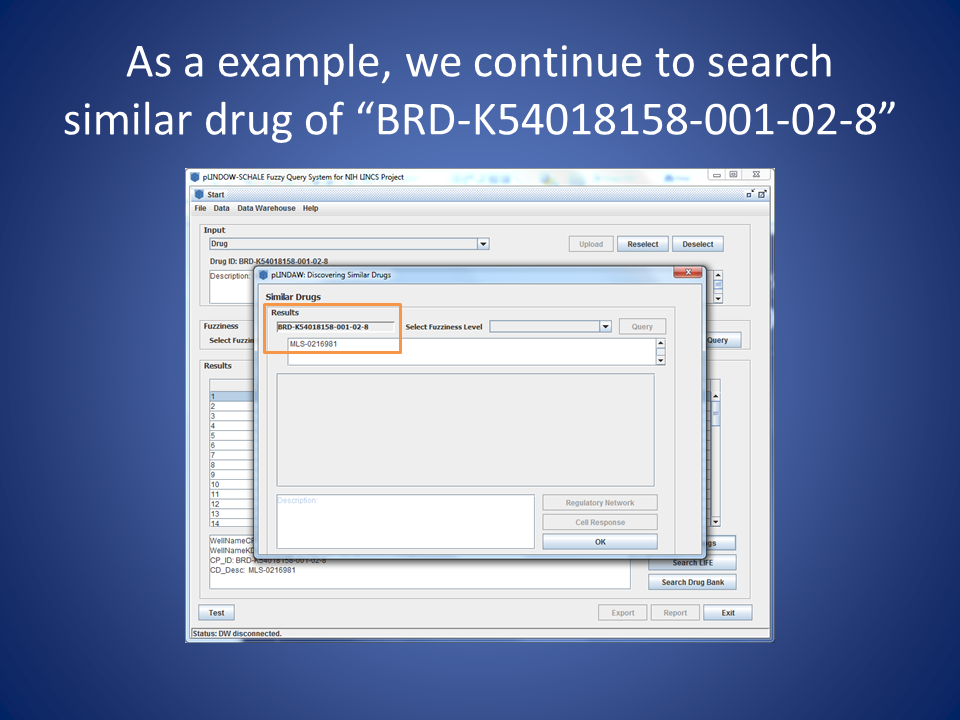 As a example, we continue to search
similar drug of “BRD-K54018158-001-02-8”
pLINDOW-SCHALE Fuzzy Query System for NIH LINCS Project
Start
File Data Data Warehouse Help
Input
Drug
Upload Reselect Deselect
Drug ID: BRD-K54018158-001-02-8
Description:
pLINDAW: Discovering Similar Drugs
Similar Drugs
Results
BRD-K54018158-001-02-8 Select Fuzziness Level Query
MLS-0216981
Fuzziness
Select Fuzzin
Query
Results
1
2
3
4
5
6
7
8
9
10
11
12
13
14
Description:
Regulatory Network
Cell Response
OK
WellNameCP
WellNameKD
CP_ID: BRD-K54018158-001-02-8
CD_Desc: MLS-0216981
gs
Search LIFE
Search Drug Bank
Test Export Report Exit
Status: DW disconnected.